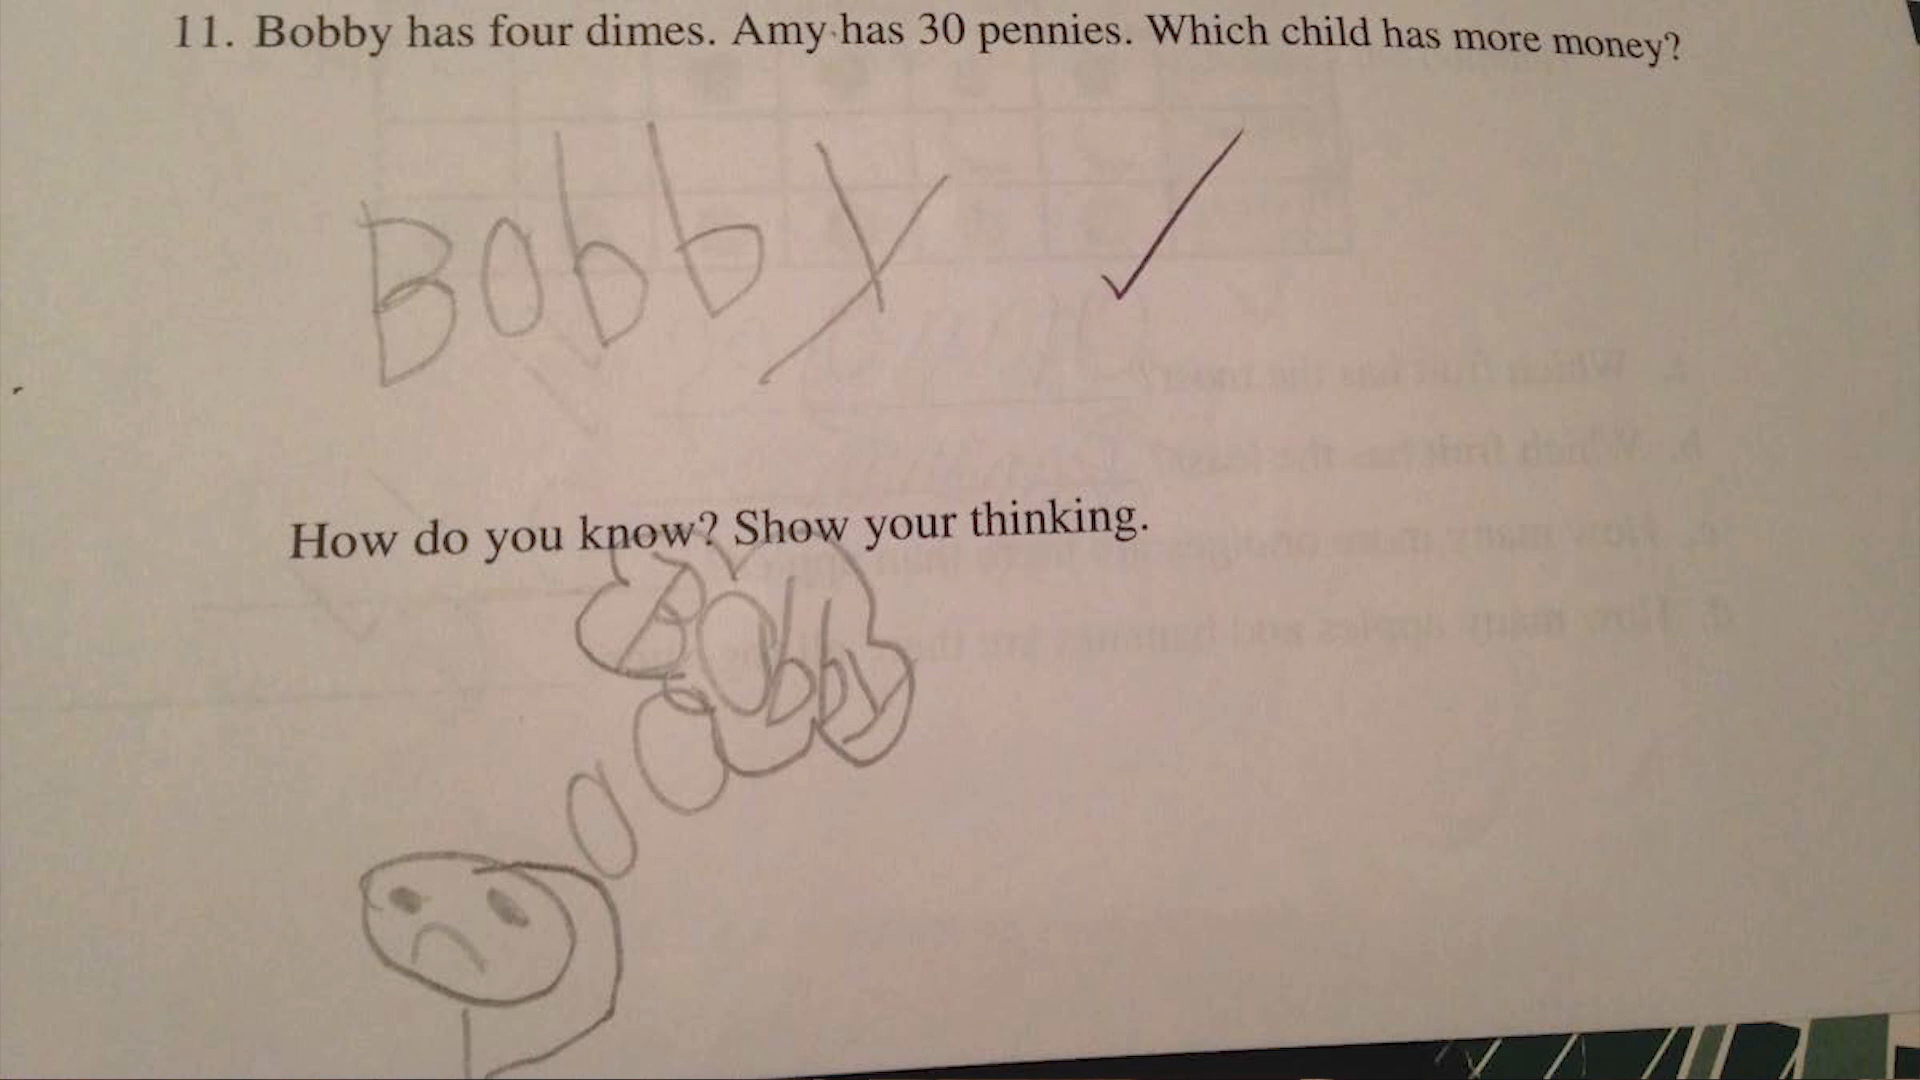 11. Bobby has four dimes. Amy has 30 pennies. Which child has more money?
Bobby
How do you know? Show your thinking.
Bobby